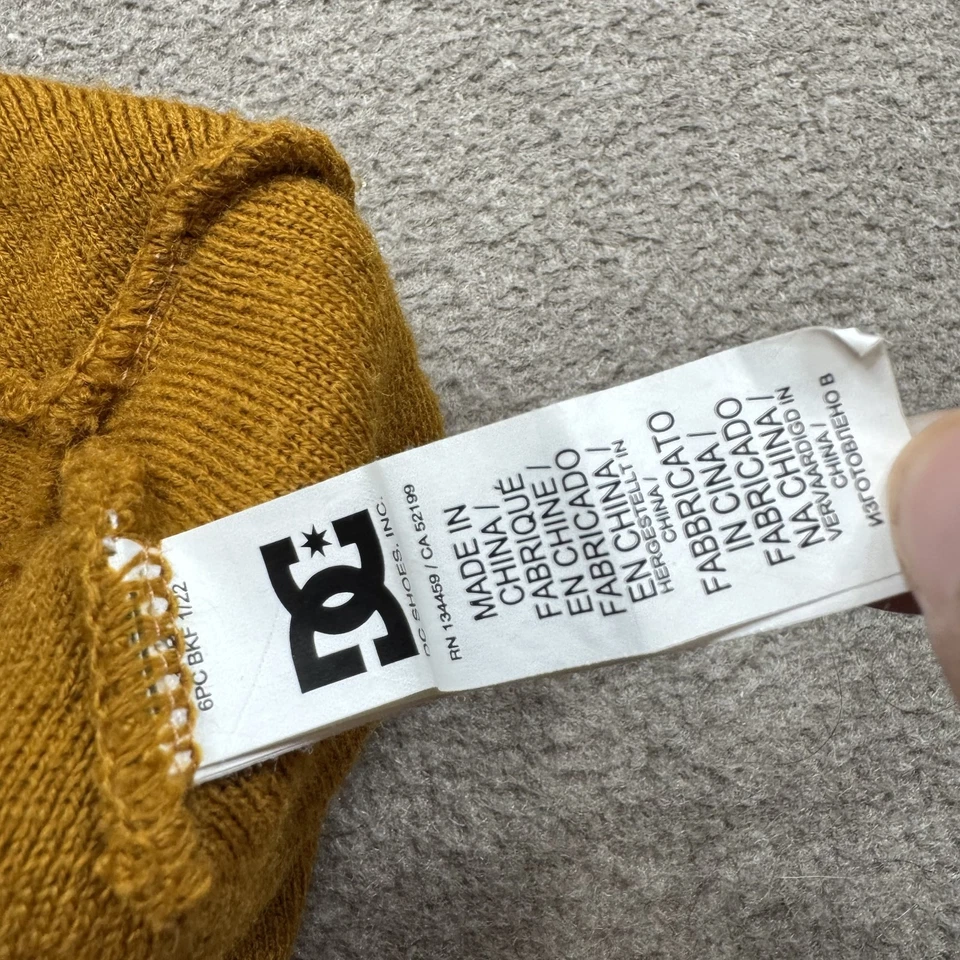 6PC BKF 1/22
DC
DC SHOES, INC.
RN 134459 / CA 52199
MADE IN
CHINA /
FABRIQUÉ
EN CHINE /
FABRICADO
EN CHINA /
HERGESTELLT IN
CHINA /
FABBRICATO
IN CINA /
FABRICADO
NA CHINA /
VERVARDIGD IN
CHINA /
ИЗГОТОВЛЕНО В